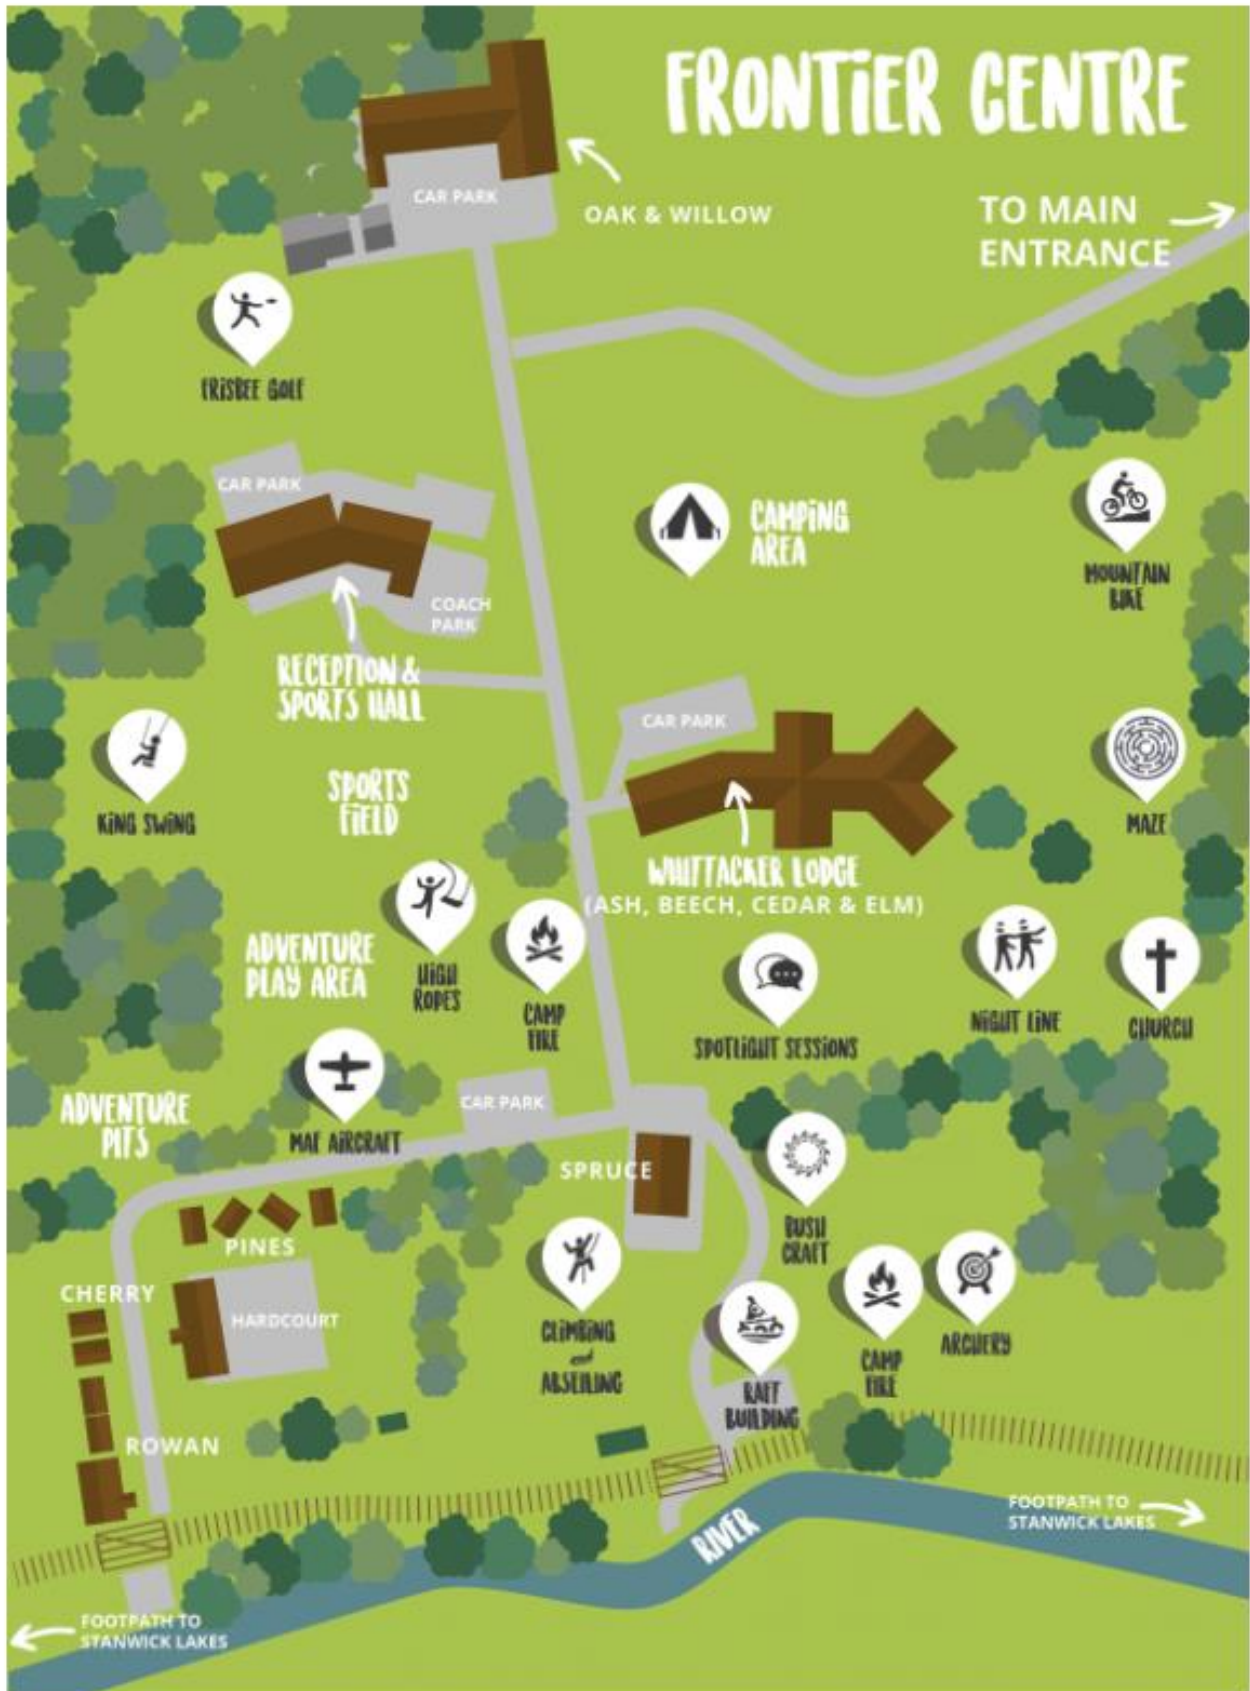 FRONTIER CENTRE
CAR PARK
OAK & WILLOW
TO MAIN
ENTRANCE
FRISBEE GOLF
CAR PARK
CAMPING
AREA
MOUNTAIN
BIKE
COACH
PARK
RECEPTION &
SPORTS HALL
CAR PARK
KING SWING
SPORTS
FIELD
MAZE
WHITTACKER LODGE
(ASH, BEECH, CEDAR & ELM)
ADVENTURE
PLAY AREA
HIGH
ROPES
CAMP
FIRE
SPOTLIGHT SESSIONS
NIGHT LINE
CHURCH
ADVENTURE
PITS
MAF AIRCRAFT
CAR PARK
SPRUCE
BUSH
CRAFT
PINES
CHERRY
HARDCOURT
CLIMBING
and
ABSEILING
RAFT
BUILDING
CAMP
FIRE
ARCHERY
ROWAN
RIVER
FOOTPATH TO
STANWICK LAKES
FOOTPATH TO
STANWICK LAKES